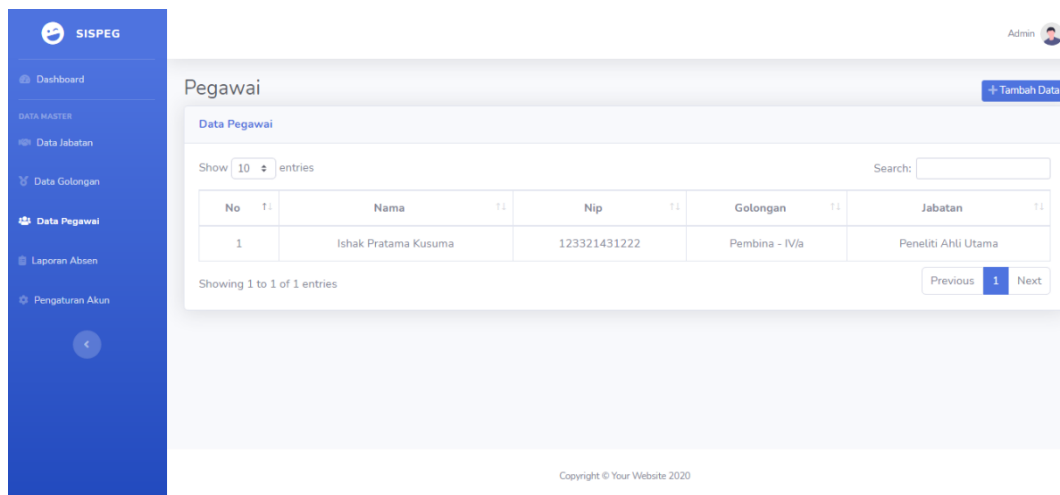 SISPEG
Admin
Dashboard
Pegawai
+ Tambah Data
DATA MASTER
Data Jabatan
Data Golongan
Data Pegawai
Laporan Absen
Pengaturan Akun
Data Pegawai
Show 10 entries
Search:
No Nama Nip Golongan Jabatan
1 Ishak Pratama Kusuma 123321431222 Pembina - IV/a Peneliti Ahli Utama
Showing 1 to 1 of 1 entries
Previous 1 Next
Copyright © Your Website 2020